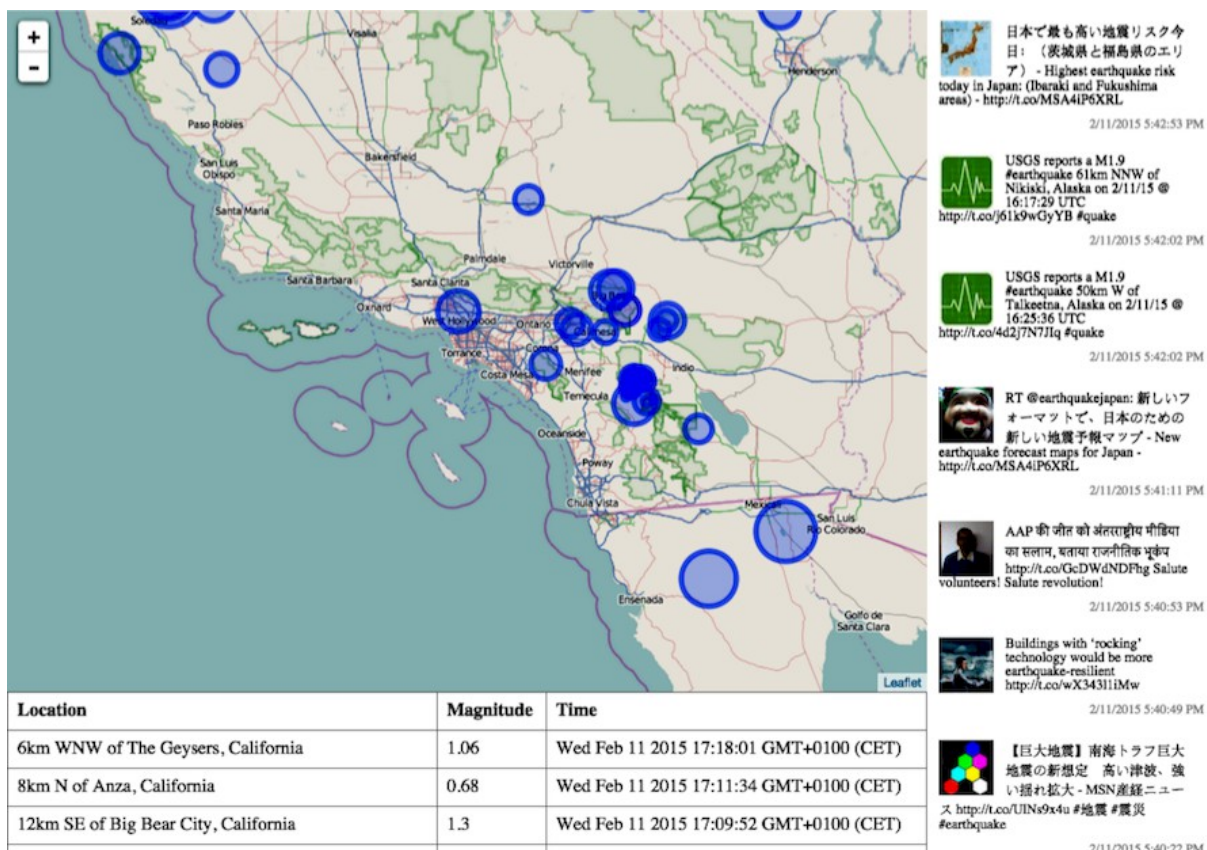 +
-
Soledad
Visalia
Henderson
Paso Robles
San Luis
Obispo
Bakersfield
Santa Maria
Santa Barbara
Palmdale
Victorville
Santa Clarita
Oxnard
West Hollywood
Ontario
Calimesa
Torrance
Corona
Costa Mesa
Menifee
Indio
Temecula
Oceanside
Poway
Chula Vista
Mexicali
San Luis
Rio Colorado
Ensenada
Golfo de
Santa Clara
Leaflet
Location Magnitude Time
6km WNW of The Geysers, California 1.06 Wed Feb 11 2015 17:18:01 GMT+0100 (CET)
8km N of Anza, California 0.68 Wed Feb 11 2015 17:11:34 GMT+0100 (CET)
12km SE of Big Bear City, California 1.3 Wed Feb 11 2015 17:09:52 GMT+0100 (CET)
日本で最も高い地震リスク今
日: （茨城県と福島県のエリ
ア） - Highest earthquake risk
today in Japan: (Ibaraki and Fukushima
areas) - http://t.co/MSA4iP6XRL
2/11/2015 5:42:53 PM
USGS reports a M1.9
#earthquake 61km NNW of
Nikiski, Alaska on 2/11/15 @
16:17:29 UTC
http://t.co/j61k9wGyYB #quake
2/11/2015 5:42:02 PM
USGS reports a M1.9
#earthquake 50km W of
Talkeetna, Alaska on 2/11/15 @
16:25:36 UTC
http://t.co/4d2j7N7JIq #quake
2/11/2015 5:42:02 PM
RT @earthquakejapan: 新しいフ
ォーマットで、日本のための
新しい地震予報マップ - New
earthquake forecast maps for Japan -
http://t.co/MSA4iP6XRL
2/11/2015 5:41:11 PM
AAP की जीत को अंतरराष्ट्रीय मीडिया
का सलाम, बताया राजनीतिक भूकंप
http://t.co/GcDWdNDFhg Salute
volunteers! Salute revolution!
2/11/2015 5:40:53 PM
Buildings with ‘rocking’
technology would be more
earthquake-resilient
http://t.co/wX343l1iMw
2/11/2015 5:40:49 PM
【巨大地震】南海トラフ巨大
地震の新想定　高い津波、強
い揺れ拡大 - MSN産経ニュー
ス http://t.co/UINs9x4u #地震 #震災
#earthquake
2/11/2015 5:40:22 PM